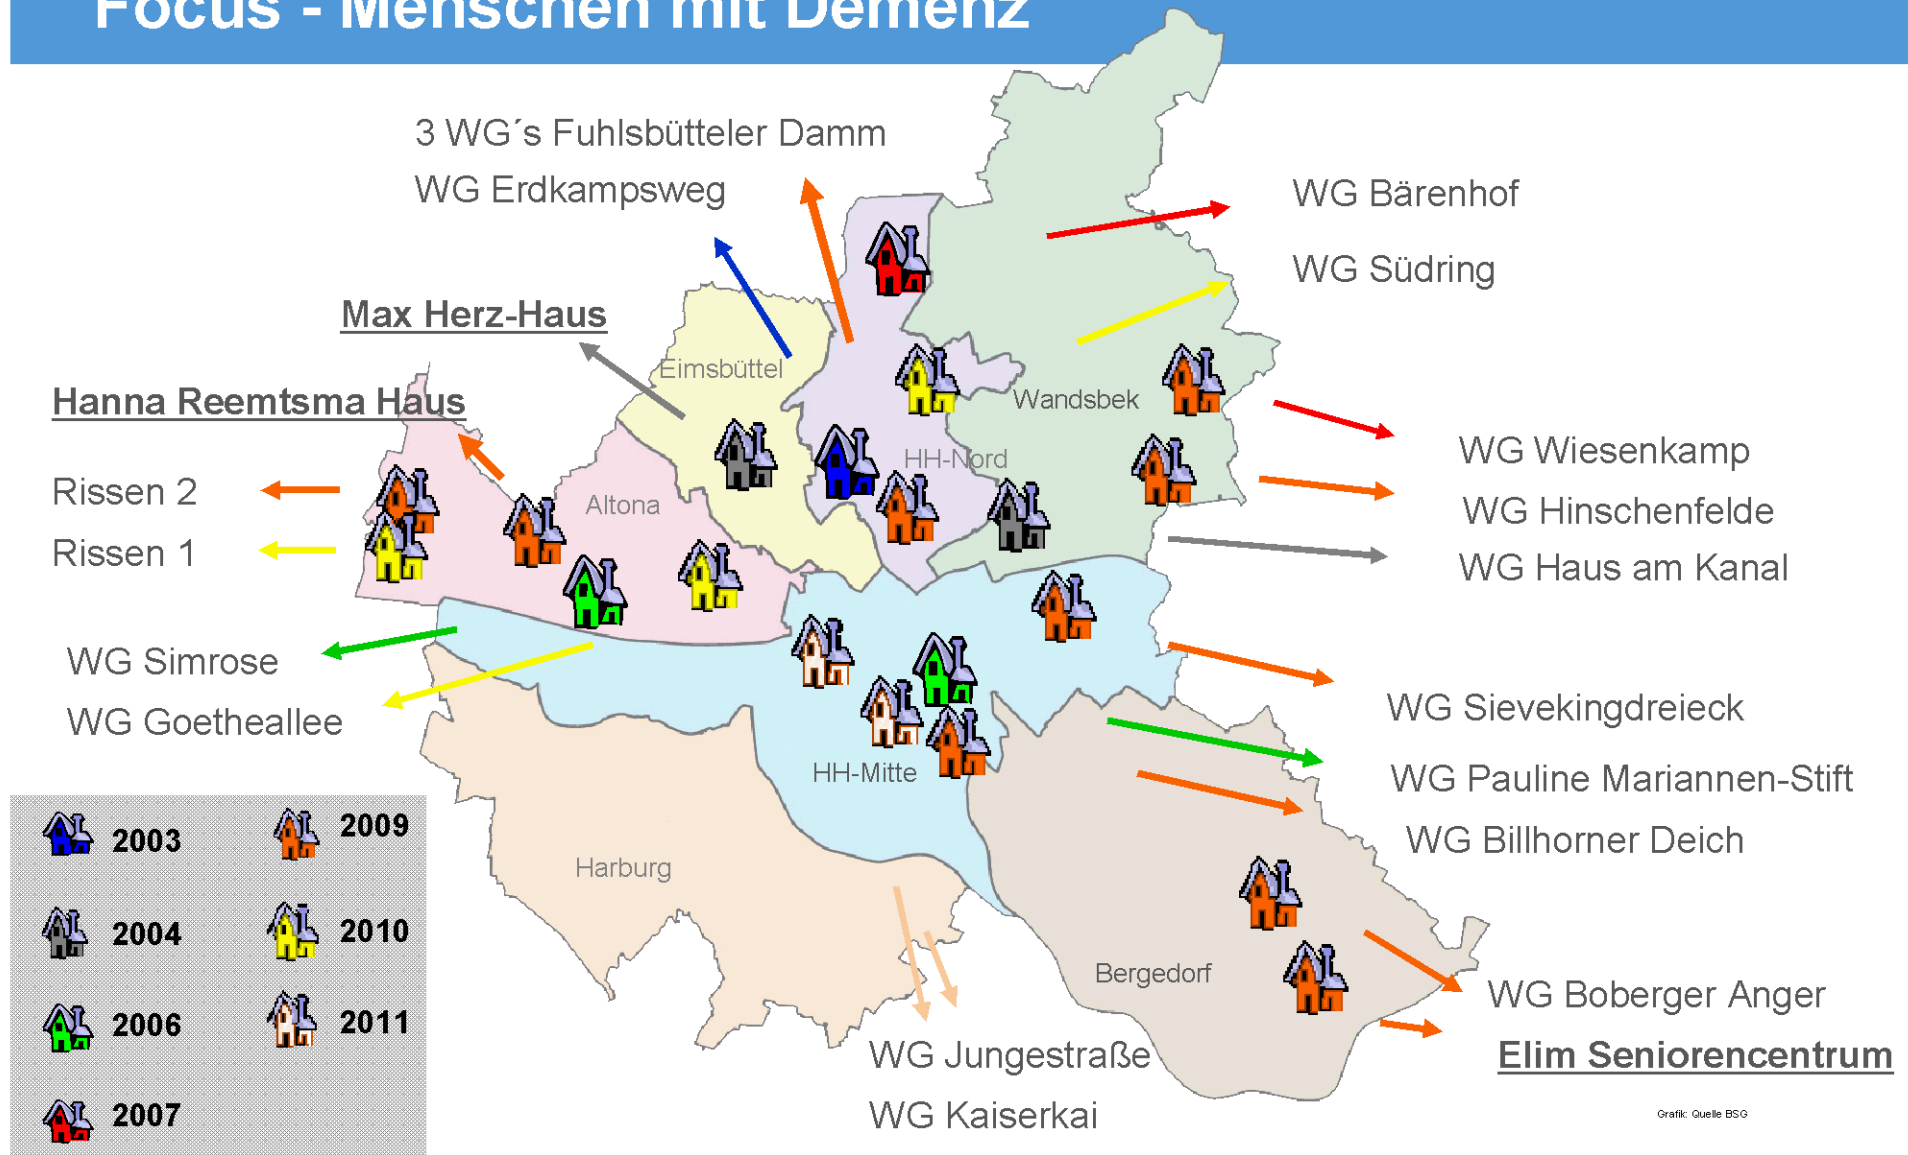 Focus - Menschen mit Demenz
3 WG´s Fuhlsbütteler Damm
WG Erdkampsweg
WG Bärenhof
WG Südring
Max Herz-Haus
Eimsbüttel
Hanna Reemtsma Haus
Wandsbek
HH-Nord
WG Wiesenkamp
Rissen 2
Altona
WG Hinschenfelde
Rissen 1
WG Haus am Kanal
WG Simrose
WG Goetheallee
WG Sievekingdreieck
HH-Mitte
WG Pauline Mariannen-Stift
WG Billhorner Deich
2003
2009
Harburg
2004
2010
Bergedorf
WG Boberger Anger
2006
2011
WG Jungestraße
Elim Seniorencentrum
2007
WG Kaiserkai
Grafik: Quelle BSG